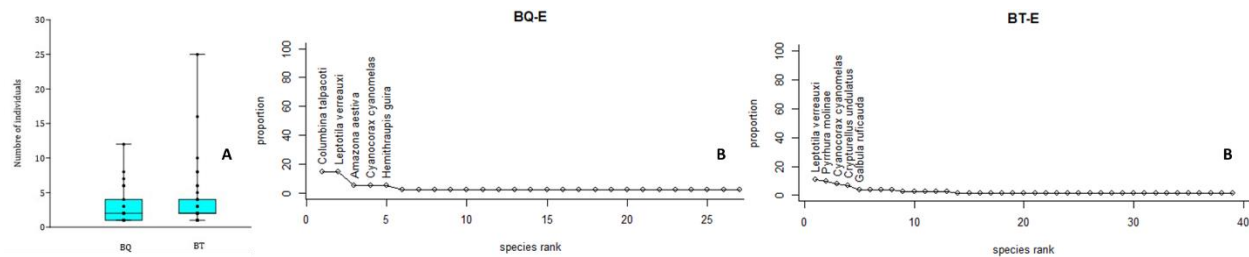 Numbre of individuals
30
25
20
15
10
5
0
BQ
BT
A
BQ-E
proportion
100
80
60
40
20
0
Columbina talpacoti
Leptotila verreauxi
Amazona aestiva
Cyanocorax cyanomelas
Hemithraupis guira
B
0 5 10 15 20 25
species rank
BT-E
proportion
100
80
60
40
20
0
Leptotila verreauxi
Pyrrhura molinae
Cyanocorax cyanomelas
Crypturellus undulatus
Galbula ruficauda
B
0 10 20 30 40
species rank